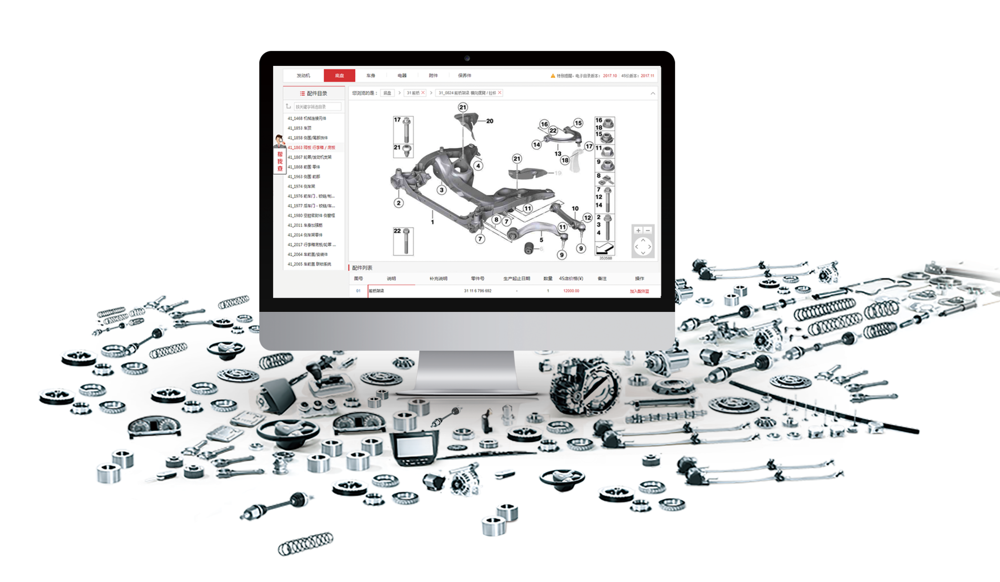 发动机 底盘 车身 电器 附件 保养件
特别提�，电子目录版本： 2017.10 4S价版本：2017.11
配件目录
按关键字筛选目录
41_1468 机械连接元件
41_1853 车顶
41_1858 侧围/尾部饰件
41_1863 隔板 行李箱 / 底板
41_1867 轮罩/发动机支架
41_1868 前围 零件
41_1963 侧围 前部
41_1974 侧车架
41_1976 前车门，铰链/制...
41_1977 后车门 - 铰链/车...
41_1980 空腔密封件 侧窗框
41_2011 车身加强筋
41_2014 侧车架零件
41_2017 行李箱底板/轮罩 ...
41_2064 车前盖/安装件
41_2065 车前盖 联锁系统
帮我查
您浏览的是： 底盘 > 31 前桥 × > 31_0824 前桥架梁 横向摆臂 / 拉杆 ×
17
21
22
21
20
4
3
2
1
16
22
15
14
13
17
18
21
19
11
8
7
7
10
12
11
5
6
9
9
16
18
15
11
9
8
7
12
14
2
3
4
353588
+ −
配件列表
图号 说明 补充说明 零件号 生产起止日期 数量 4S店价格(¥) 备注 操作
01 前桥架梁 31 11 6 796 692 - 1 12000.00 加入配件篮